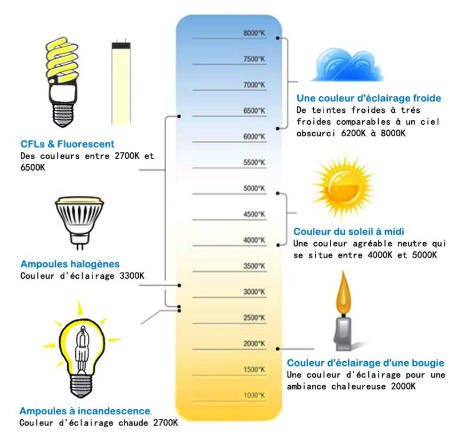 8000°K
7500°K
7000°K
6500°K
6000°K
5500°K
5000°K
4500°K
4000°K
3500°K
3000°K
2500°K
2000°K
1500°K
1000°K
CFLs & Fluorescent
Des couleurs entre 2700K et
6500K
Ampoules halogènes
Couleur d'éclairage 3300K
Ampoules à incandescence
Couleur d'éclairage chaude 2700K
Une couleur d'éclairage froide
De teintes froides à trés
froides comparables à un ciel
obscurci 6200K à 8000K
Couleur du soleil à midi
Une couleur agréable neutre qui
se situe entre 4000K et 5000K
Couleur d'éclairage d'une bougie
Une couleur d'éclairage pour une
ambiance chaleureuse 2000K